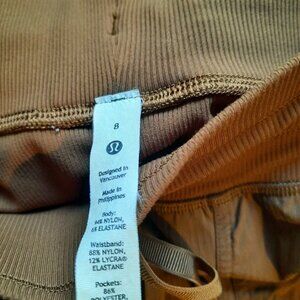 8
Designed in
Vancouver
Made in
Philippines
Body:
94% NYLON,
6% ELASTANE
Waistband:
88% NYLON,
12% LYCRA®
ELASTANE
Pockets:
86%
POLYESTER,